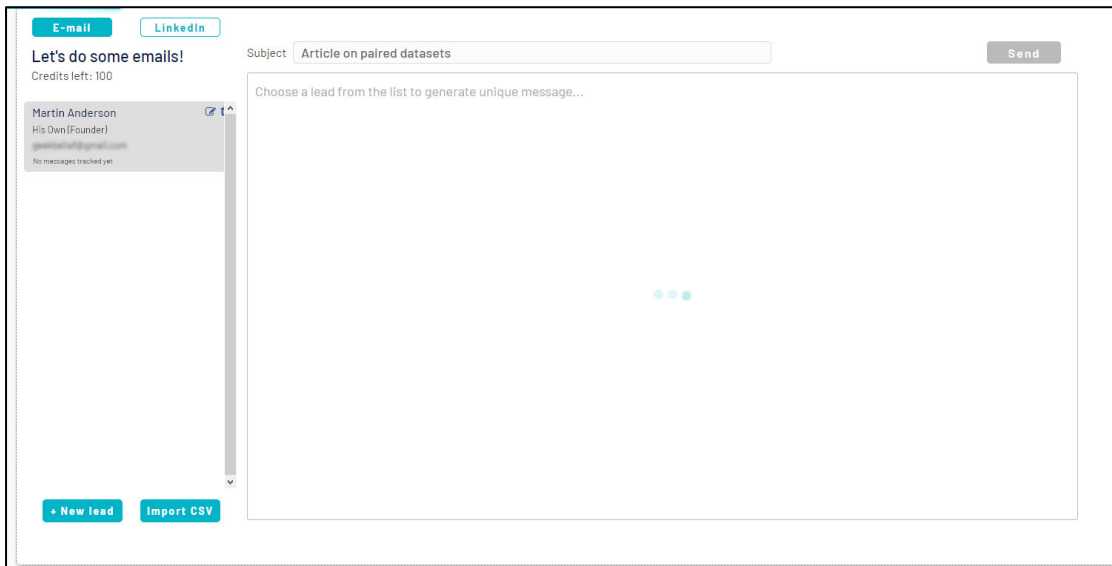 E-mail
LinkedIn
Let's do some emails!
Credits left: 100
Subject
Article on paired datasets
Send
Martin Anderson
His Own (Founder)
No messages tracked yet
Choose a lead from the list to generate unique message...
+ New lead
Import CSV